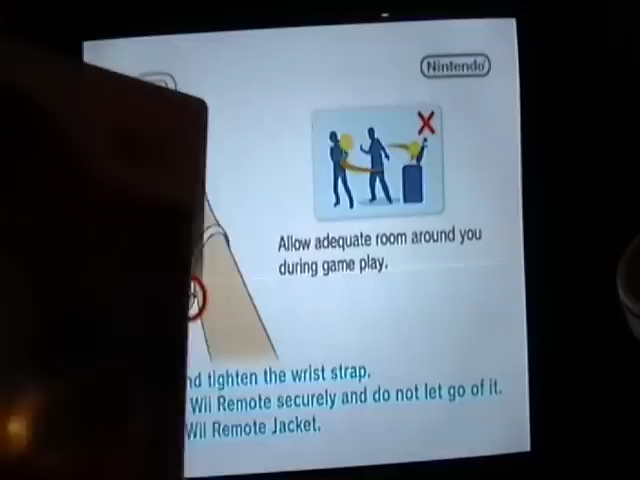 Nintendo
Allow adequate room around you
during game play.
tighten the wrist strap.
Wii Remote securely and do not let go of it.
Wii Remote Jacket.